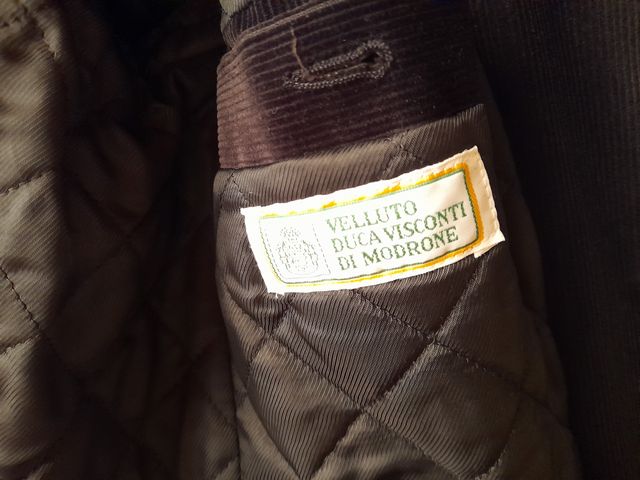 VELLUTO
DUCA VISCONTI
DI MODRONE